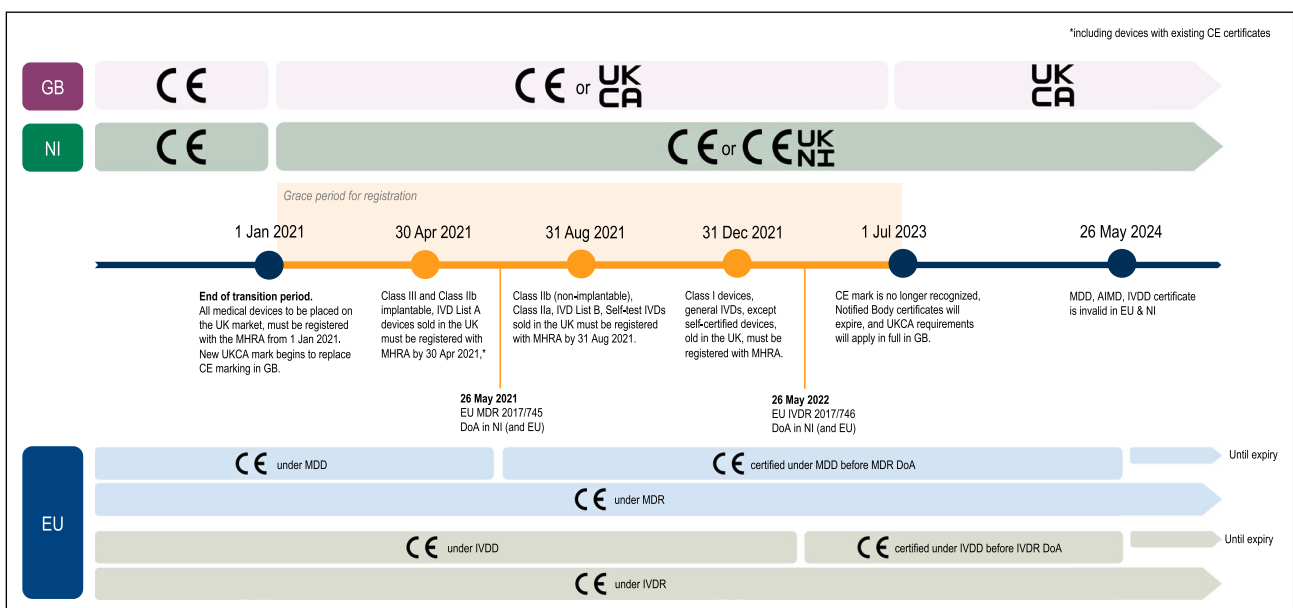 *including devices with existing CE certificates
GB
CE
CE or UK CA
UK CA
NI
CE
CE or CE UK NI
Grace period for registration
1 Jan 2021
30 Apr 2021
31 Aug 2021
31 Dec 2021
1 Jul 2023
26 May 2024
End of transition period.
All medical devices to be placed on
the UK market, must be registered
with the MHRA from 1 Jan 2021.
New UKCA mark begins to replace
CE marking in GB.
Class III and Class IIb
implantable, IVD List A
devices sold in the UK
must be registered with
MHRA by 30 Apr 2021,*
Class IIb (non-implantable),
Class IIa, IVD List B, Self-test IVDs
sold in the UK must be registered
with MHRA by 31 Aug 2021.
Class I devices,
general IVDs, except
self-certified devices,
old in the UK, must be
registered with MHRA.
CE mark is no longer recognized,
Notified Body certificates will
expire, and UKCA requirements
will apply in full in GB.
MDD, AIMD, IVDD certificate
is invalid in EU & NI
26 May 2021
EU MDR 2017/745
DoA in NI (and EU)
26 May 2022
EU IVDR 2017/746
DoA in NI (and EU)
EU
CE under MDD
CE certified under MDD before MDR DoA
Until expiry
CE under MDR
CE under IVDD
CE certified under IVDD before IVDR DoA
Until expiry
CE under IVDR